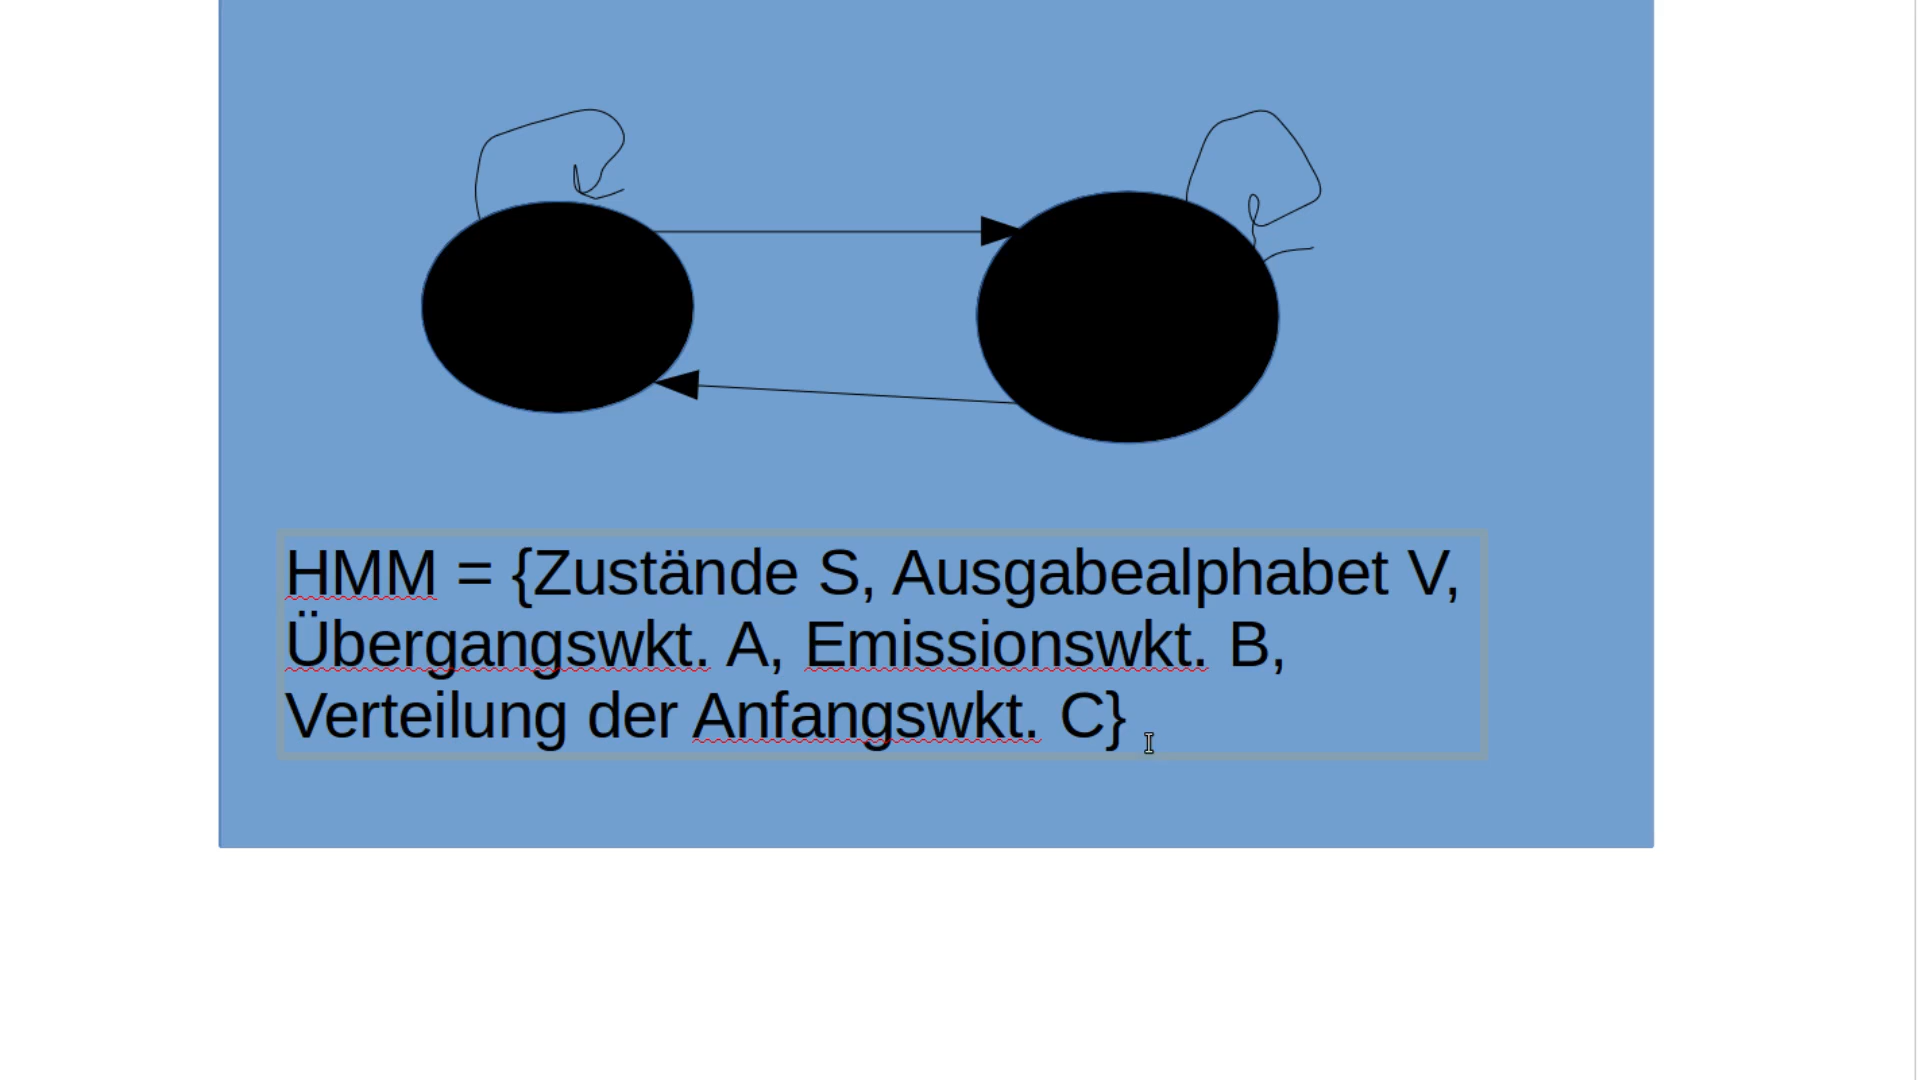 HMM = {Zustände S, Ausgabealphabet V,
Übergangswkt. A, Emissionswkt. B,
Verteilung der Anfangswkt. C}